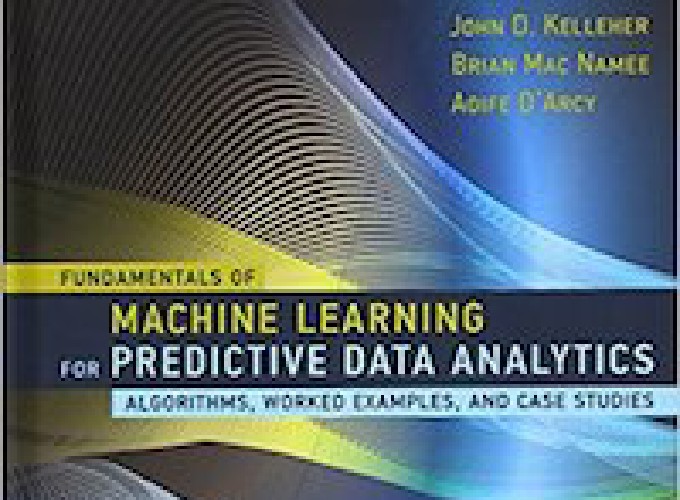 JOHN D. KELLEHER
BRIAN MAC NAMEE
AOIFE D'ARCY
FUNDAMENTALS OF
MACHINE LEARNING
FOR PREDICTIVE DATA ANALYTICS
ALGORITHMS, WORKED EXAMPLES, AND CASE STUDIES